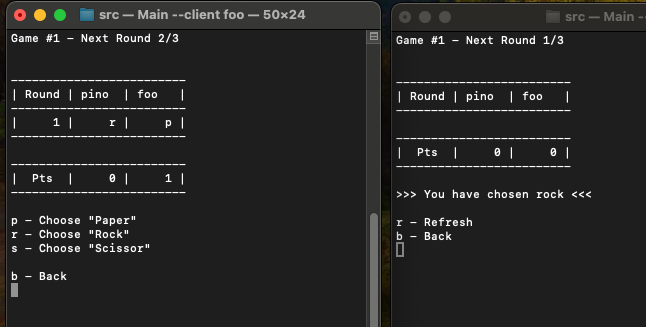 src — Main --client foo — 50×24
Game #1 - Next Round 2/3
---------------------------
| Round | pino  | foo   |
---------------------------
|     1 |     r |     p |
---------------------------
---------------------------
|  Pts  |     0 |     1 |
---------------------------
p - Choose "Paper"
r - Choose "Rock"
s - Choose "Scissor"
b - Back
src — Main -
Game #1 - Next Round 1/3
---------------------------
| Round | pino  | foo   |
---------------------------
---------------------------
|  Pts  |     0 |     0 |
---------------------------
>>> You have chosen rock <<<
r - Refresh
b - Back